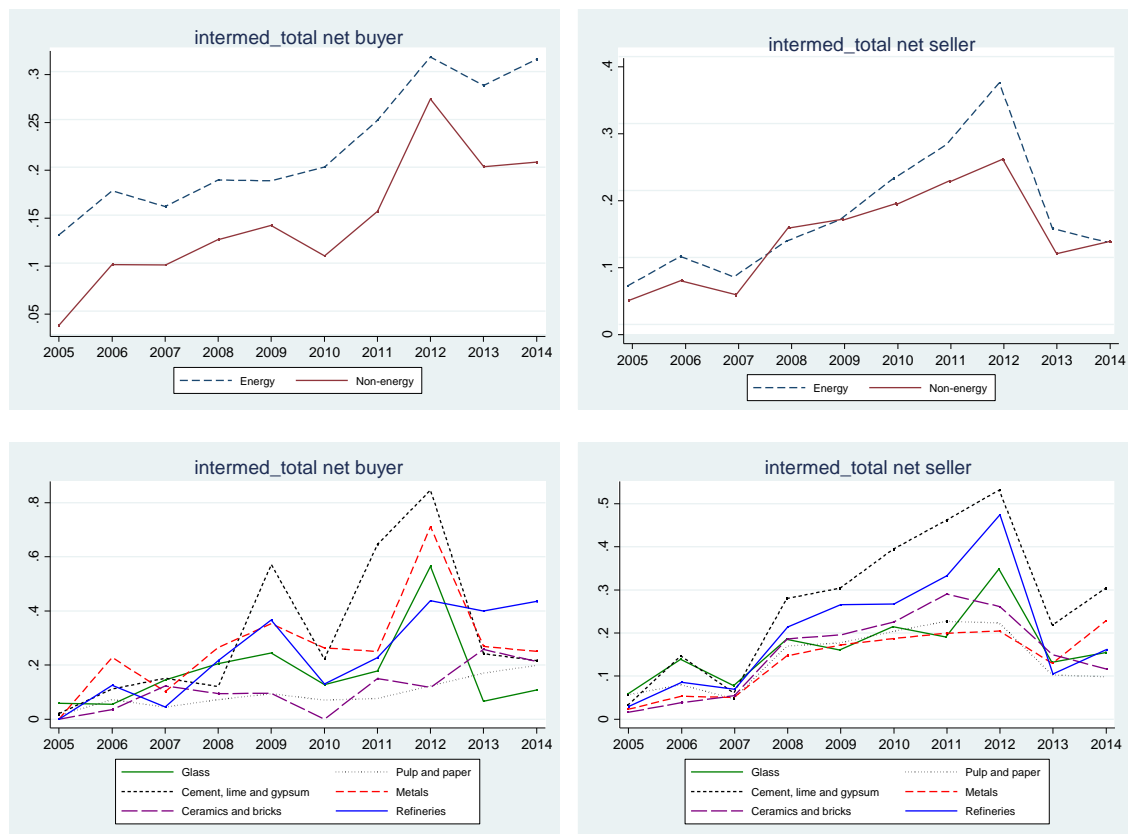 intermed_total net buyer
.3
.25
.2
.15
.1
.05
2005 2006 2007 2008 2009 2010 2011 2012 2013 2014
Energy Non-energy
intermed_total net seller
.4
.3
.2
.1
0
2005 2006 2007 2008 2009 2010 2011 2012 2013 2014
Energy Non-energy
intermed_total net buyer
.8
.6
.4
.2
0
2005 2006 2007 2008 2009 2010 2011 2012 2013 2014
Glass Pulp and paper
Cement, lime and gypsum Metals
Ceramics and bricks Refineries
intermed_total net seller
.5
.4
.3
.2
.1
0
2005 2006 2007 2008 2009 2010 2011 2012 2013 2014
Glass Pulp and paper
Cement, lime and gypsum Metals
Ceramics and bricks Refineries